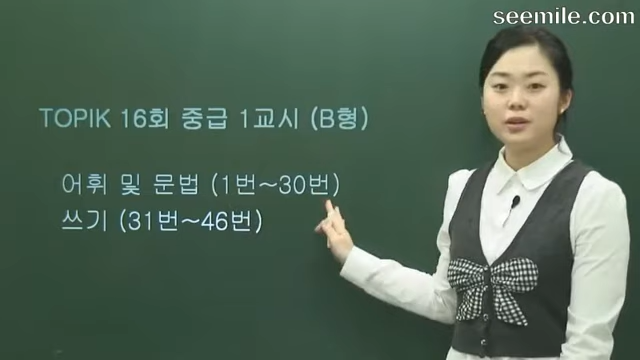 seemile.com
TOPIK 16회 중급 1교시 (B형)
어휘 및 문법 (1번~30번)
쓰기 (31번~46번)